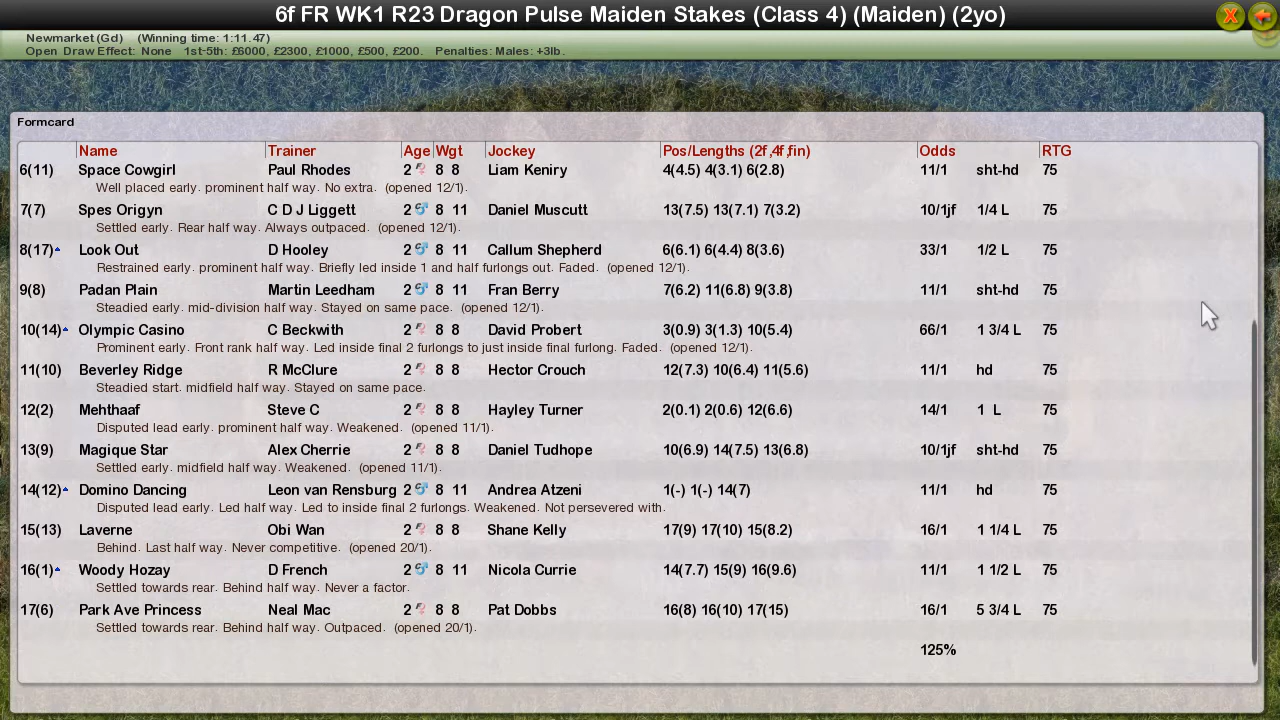 6f FR WK1 R23 Dragon Pulse Maiden Stakes (Class 4) (Maiden) (2yo)
Newmarket (Gd) (Winning time: 1:11.47)
Open Draw Effect: None 1st-5th: £6000, £2300, £1000, £500, £200. Penalties: Males: +3lb.
Formcard
Name Trainer Age Wgt Jockey Pos/Lengths (2f,4f,fin) Odds RTG
6(11) Space Cowgirl Paul Rhodes 2 8 8 Liam Keniry 4(4.5) 4(3.1) 6(2.8) 11/1 sht-hd 75
Well placed early. prominent half way. No extra. (opened 12/1).
7(7) Spes Origyn C D J Liggett 2 8 11 Daniel Muscutt 13(7.5) 13(7.1) 7(3.2) 10/1jf 1/4 L 75
Settled early. Rear half way. Always outpaced. (opened 12/1).
8(17) Look Out D Hooley 2 8 11 Callum Shepherd 6(6.1) 6(4.4) 8(3.6) 33/1 1/2 L 75
Restrained early. prominent half way. Briefly led inside 1 and half furlongs out. Faded. (opened 12/1).
9(8) Padan Plain Martin Leedham 2 8 11 Fran Berry 7(6.2) 11(6.8) 9(3.8) 11/1 sht-hd 75
Steadied early. mid-division half way. Stayed on same pace. (opened 12/1).
10(14) Olympic Casino C Beckwith 2 8 8 David Probert 3(0.9) 3(1.3) 10(5.4) 66/1 1 3/4 L 75
Prominent early. Front rank half way. Led inside final 2 furlongs to just inside final furlong. Faded. (opened 12/1).
11(10) Beverley Ridge R McClure 2 8 8 Hector Crouch 12(7.3) 10(6.4) 11(5.6) 11/1 hd 75
Steadied start. midfield half way. Stayed on same pace.
12(2) Mehthaaf Steve C 2 8 8 Hayley Turner 2(0.1) 2(0.6) 12(6.6) 14/1 1 L 75
Disputed lead early. prominent half way. Weakened. (opened 11/1).
13(9) Magique Star Alex Cherrie 2 8 8 Daniel Tudhope 10(6.9) 14(7.5) 13(6.8) 10/1jf sht-hd 75
Settled early. midfield half way. Weakened. (opened 11/1).
14(12) Domino Dancing Leon van Rensburg 2 8 11 Andrea Atzeni 1(-) 1(-) 14(7) 11/1 hd 75
Disputed lead early. Led half way. Led to inside final 2 furlongs. Weakened. Not persevered with.
15(13) Laverne Obi Wan 2 8 8 Shane Kelly 17(9) 17(10) 15(8.2) 16/1 1 1/4 L 75
Behind. Last half way. Never competitive. (opened 20/1).
16(1) Woody Hozay D French 2 8 11 Nicola Currie 14(7.7) 15(9) 16(9.6) 11/1 1 1/2 L 75
Settled towards rear. Behind half way. Never a factor.
17(6) Park Ave Princess Neal Mac 2 8 8 Pat Dobbs 16(8) 16(10) 17(15) 16/1 5 3/4 L 75
Settled towards rear. Behind half way. Outpaced. (opened 20/1).
125%